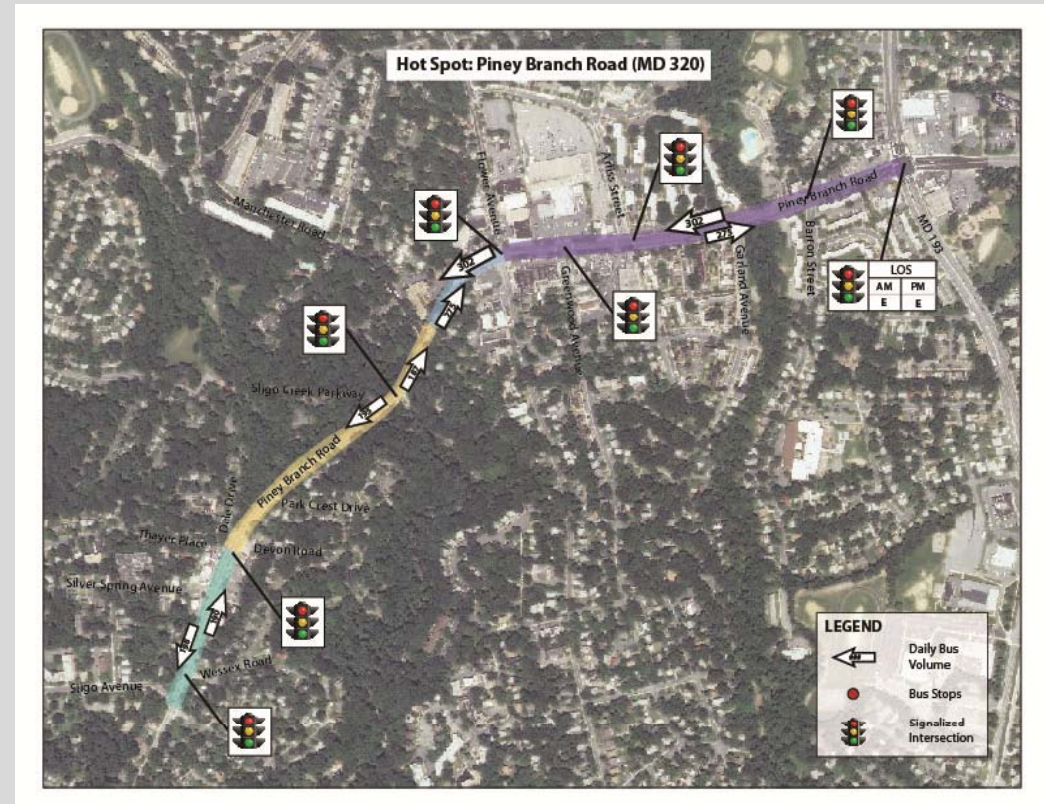 Hot Spot: Piney Branch Road (MD 320)
Flower Avenue
Arliss Street
Piney Branch Road
MD 193
Manchester Road
302
275
302
275
Greenwood Avenue
Garland Avenue
Barron Street
LOS
AM PM
E E
187
Sligo Creek Parkway
Piney Branch Road
Dale Drive
Park Crest Drive
Thayer Place
Devon Road
Silver Spring Avenue
Wessex Road
Sligo Avenue
LEGEND
Daily Bus
Volume
Bus Stops
Signalized
Intersection